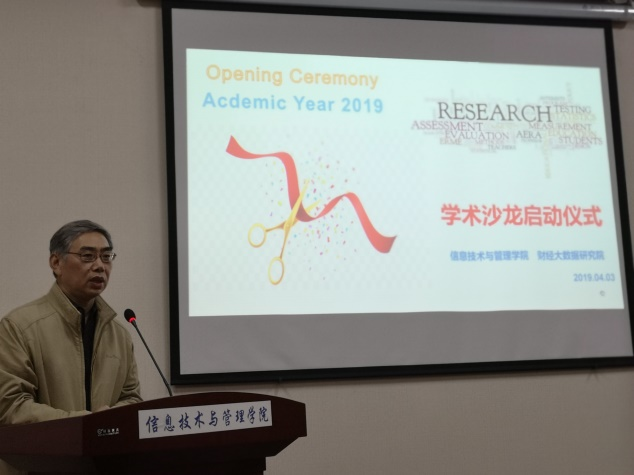 Opening Ceremony
Acdemic Year 2019
RESEARCH
TESTING
ASSESSMENT
MEASUREMENT
EVALUATION
AERA
STUDENTS
学术沙龙启动仪式
信息技术与管理学院 财经大数据研究院
2019.04.03
信息技术与管理学院